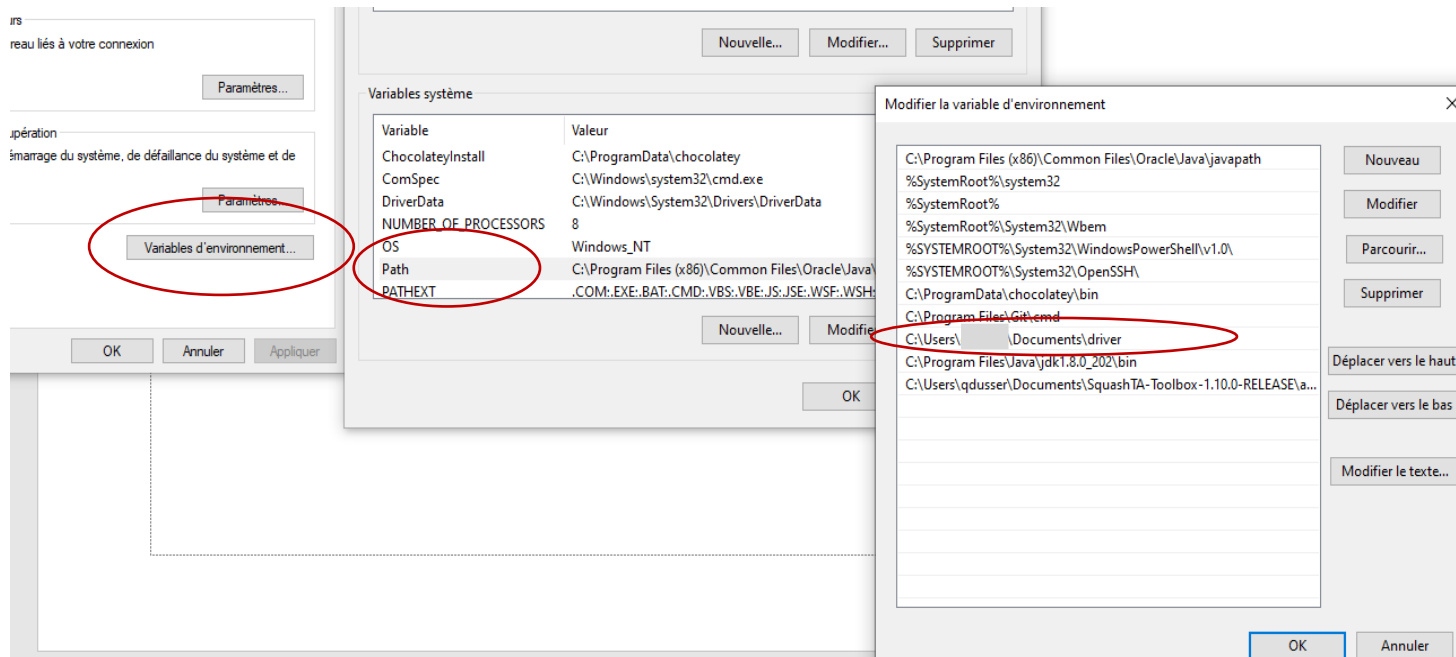 urs
reau liés à votre connexion
Paramètres...
upération
émarrage du système, de défaillance du système et de
Paramètres...
Variables d'environnement...
OK
Annuler
Appliquer
Nouvelle...
Modifier...
Supprimer
Variables système
Variable
Valeur
ChocolateyInstall
C:\ProgramData\chocolatey
ComSpec
C:\Windows\system32\cmd.exe
DriverData
C:\Windows\System32\Drivers\DriverData
NUMBER_OF_PROCESSORS
8
OS
Windows_NT
Path
C:\Program Files (x86)\Common Files\Oracle\Java\
PATHEXT
.COM;.EXE;.BAT;.CMD;.VBS;.VBE;.JS;.JSE;.WSF;.WSH;
Nouvelle...
Modifie
OK
Modifier la variable d'environnement
C:\Program Files (x86)\Common Files\Oracle\Java\javapath
%SystemRoot%\system32
%SystemRoot%
%SystemRoot%\System32\Wbem
%SYSTEMROOT%\System32\WindowsPowerShell\v1.0\
%SYSTEMROOT%\System32\OpenSSH\
C:\ProgramData\chocolatey\bin
C:\Program Files\Git\cmd
C:\Users\ \Documents\driver
C:\Program Files\Java\jdk1.8.0_202\bin
C:\Users\qdusser\Documents\SquashTA-Toolbox-1.10.0-RELEASE\a...
Nouveau
Modifier
Parcourir...
Supprimer
Déplacer vers le haut
Déplacer vers le bas
Modifier le texte...
OK
Annuler